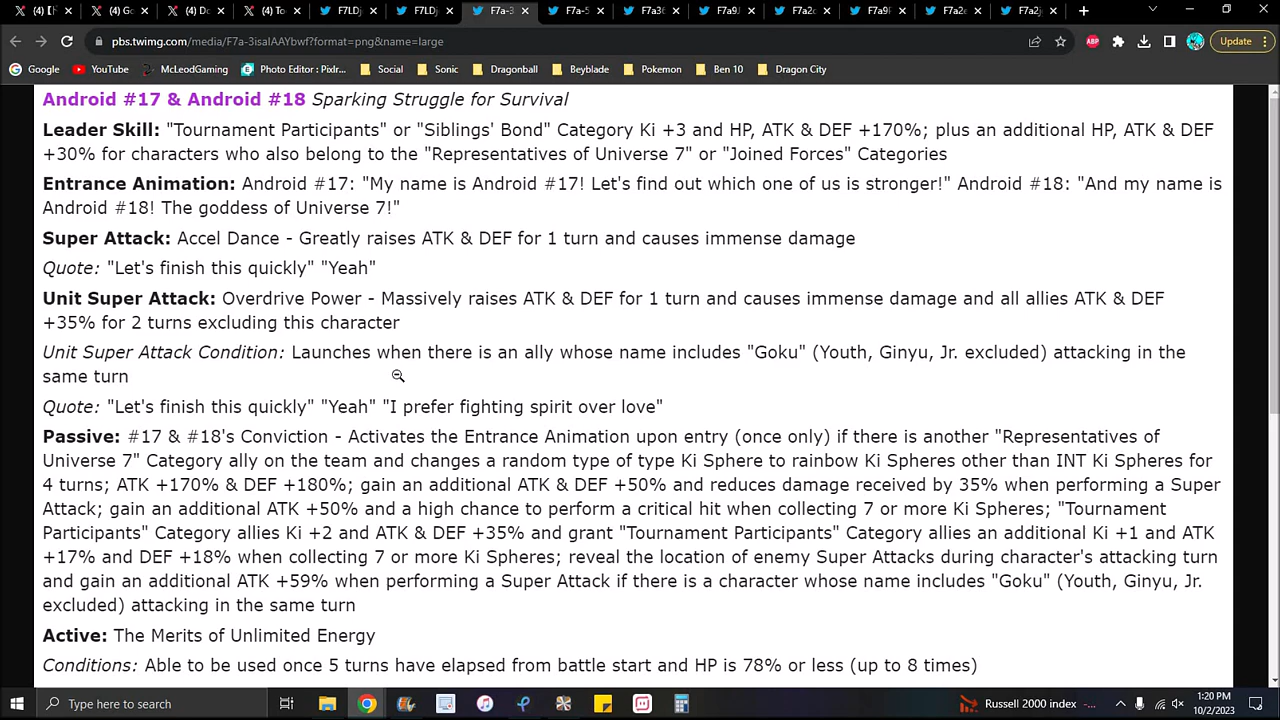 (4) [
(4) Go
(4) Do
(4) To
F7LDj
F7LDj
F7a-3
F7a-5
F7a36
F7a9J
F7a2o
F7a9F
F7a2e
F7a2j
pbs.twimg.com/media/F7a-3isaIAAYbwf?format=png&name=large
Update
Google
YouTube
McLeodGaming
Photo Editor : Pixlr...
Social
Sonic
Dragonball
Beyblade
Pokemon
Ben 10
Dragon City
Android #17 & Android #18 Sparking Struggle for Survival
Leader Skill: "Tournament Participants" or "Siblings' Bond" Category Ki +3 and HP, ATK & DEF +170%; plus an additional HP, ATK & DEF
+30% for characters who also belong to the "Representatives of Universe 7" or "Joined Forces" Categories
Entrance Animation: Android #17: "My name is Android #17! Let's find out which one of us is stronger!" Android #18: "And my name is
Android #18! The goddess of Universe 7!"
Super Attack: Accel Dance - Greatly raises ATK & DEF for 1 turn and causes immense damage
Quote: "Let's finish this quickly" "Yeah"
Unit Super Attack: Overdrive Power - Massively raises ATK & DEF for 1 turn and causes immense damage and all allies ATK & DEF
+35% for 2 turns excluding this character
Unit Super Attack Condition: Launches when there is an ally whose name includes "Goku" (Youth, Ginyu, Jr. excluded) attacking in the
same turn
Quote: "Let's finish this quickly" "Yeah" "I prefer fighting spirit over love"
Passive: #17 & #18's Conviction - Activates the Entrance Animation upon entry (once only) if there is another "Representatives of
Universe 7" Category ally on the team and changes a random type of type Ki Sphere to rainbow Ki Spheres other than INT Ki Spheres for
4 turns; ATK +170% & DEF +180%; gain an additional ATK & DEF +50% and reduces damage received by 35% when performing a Super
Attack; gain an additional ATK +50% and a high chance to perform a critical hit when collecting 7 or more Ki Spheres; "Tournament
Participants" Category allies Ki +2 and ATK & DEF +35% and grant "Tournament Participants" Category allies an additional Ki +1 and ATK
+17% and DEF +18% when collecting 7 or more Ki Spheres; reveal the location of enemy Super Attacks during character's attacking turn
and gain an additional ATK +59% when performing a Super Attack if there is a character whose name includes "Goku" (Youth, Ginyu, Jr.
excluded) attacking in the same turn
Active: The Merits of Unlimited Energy
Conditions: Able to be used once 5 turns have elapsed from battle start and HP is 78% or less (up to 8 times)
Type here to search
Russell 2000 index -...
1:20 PM
10/2/2023